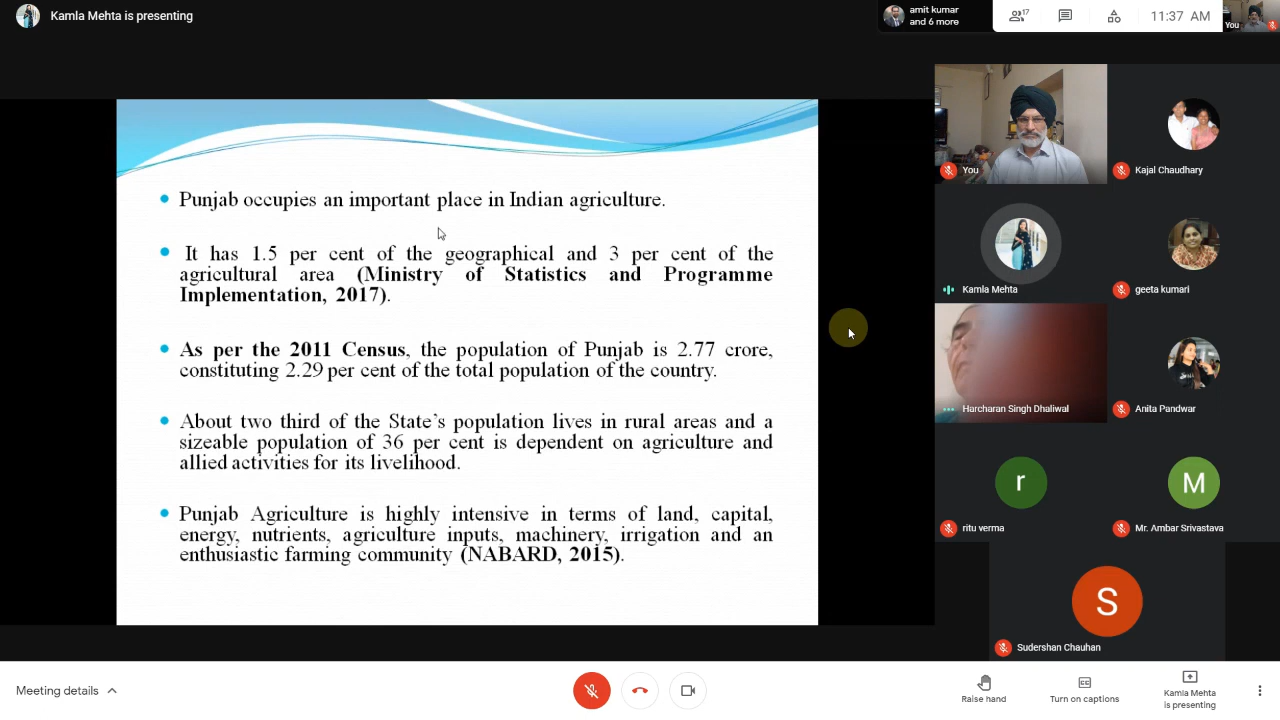 Kamla Mehta is presenting
amit kumar
and 6 more
17
11:37 AM
You
Punjab occupies an important place in Indian agriculture.
It has 1.5 per cent of the geographical and 3 per cent of the
agricultural area (Ministry of Statistics and Programme
Implementation, 2017).
As per the 2011 Census, the population of Punjab is 2.77 crore,
constituting 2.29 per cent of the total population of the country.
About two third of the State's population lives in rural areas and a
sizeable population of 36 per cent is dependent on agriculture and
allied activities for its livelihood.
Punjab Agriculture is highly intensive in terms of land, capital,
energy, nutrients, agriculture inputs, machinery, irrigation and an
enthusiastic farming community (NABARD, 2015).
You
Kajal Chaudhary
Kamla Mehta
geeta kumari
Harcharan Singh Dhaliwal
Anita Pandwar
r
ritu verma
M
Mr. Ambar Srivastava
S
Sudershan Chauhan
Meeting details
Raise hand
Turn on captions
Kamla Mehta
is presenting